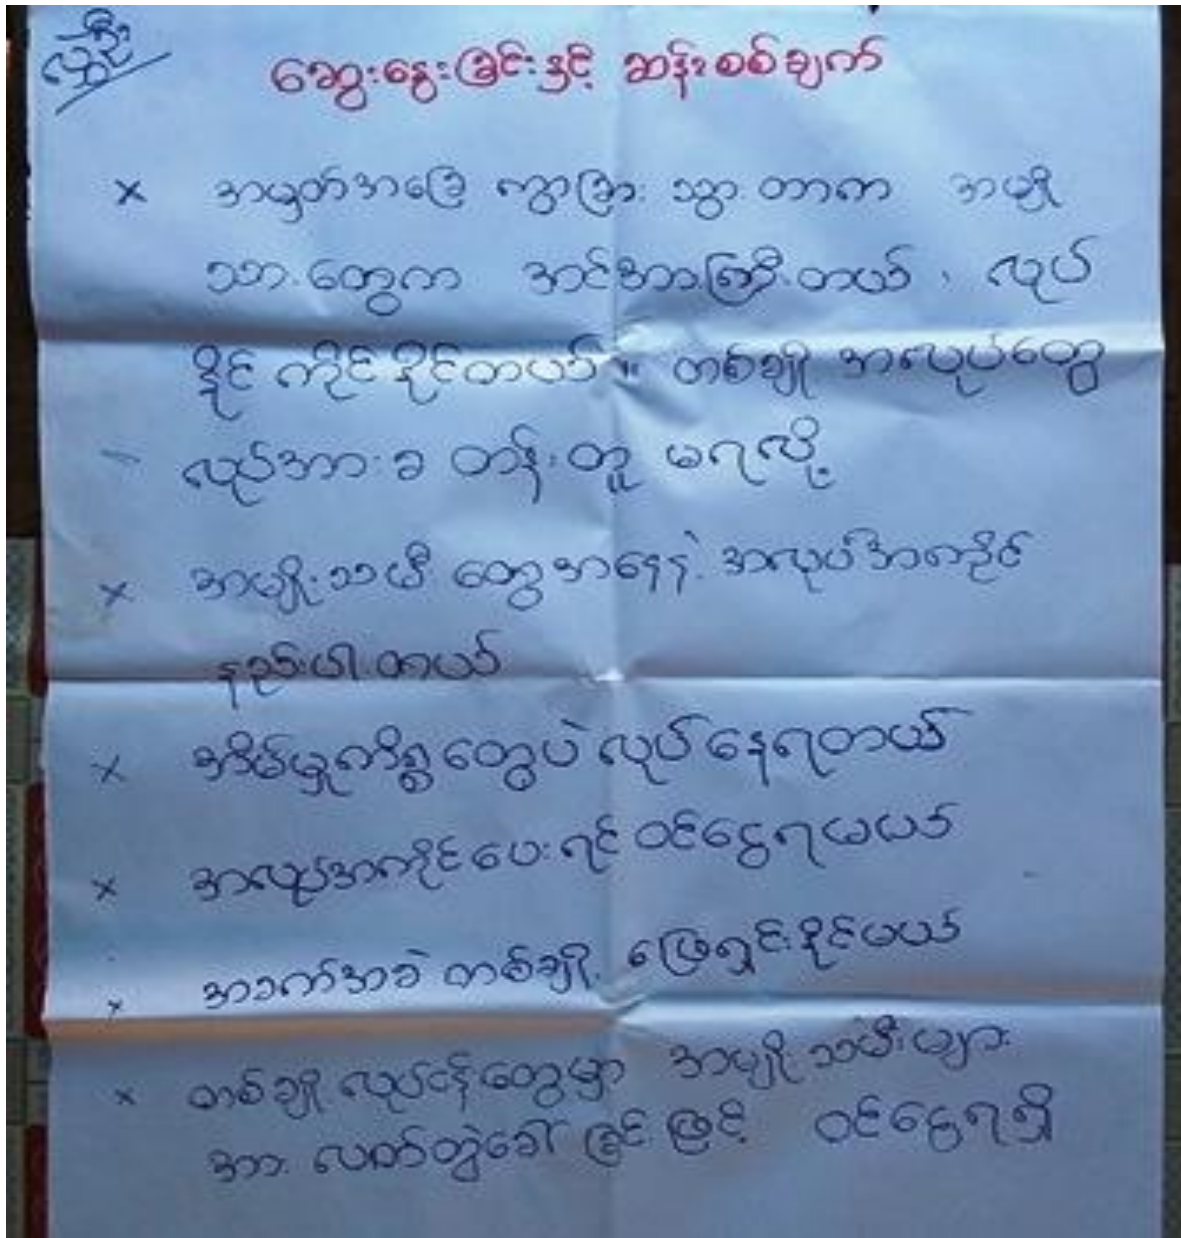 ဆွေးနွေးခြင်းနှင့် ဆန်းစစ်ချက်
× အမှတ်အခြေ ကွာခြား သွားတာက အမျို
သားတွေက အင်အားကြီးတယ်၊ လုပ်
နိုင် ကိုင်နိုင်တယ်။ တစ်ချို့ အလုပ်တွေ
လုပ်အားခ တန်းတူ မရလို့
× အမျိုးသမီးတွေအနေနဲ့ အလုပ်အကိုင်
နည်းပါးတယ်
× အိမ်မှုကိစ္စတွေပဲ လုပ်နေရတယ်
× အလုပ်အကိုင်ပေးရင် ဝင်ငွေရမယ်
× အခက်အခဲ တစ်ချို့ ဖြေရှင်းနိုင်မယ်
× တစ်ချို့ လုပ်ငန်းတွေမှာ အမျိုးသမီးများ
အား လက်တွဲခေါ်ခြင်းဖြင့် ဝင်ငွေရရှိ